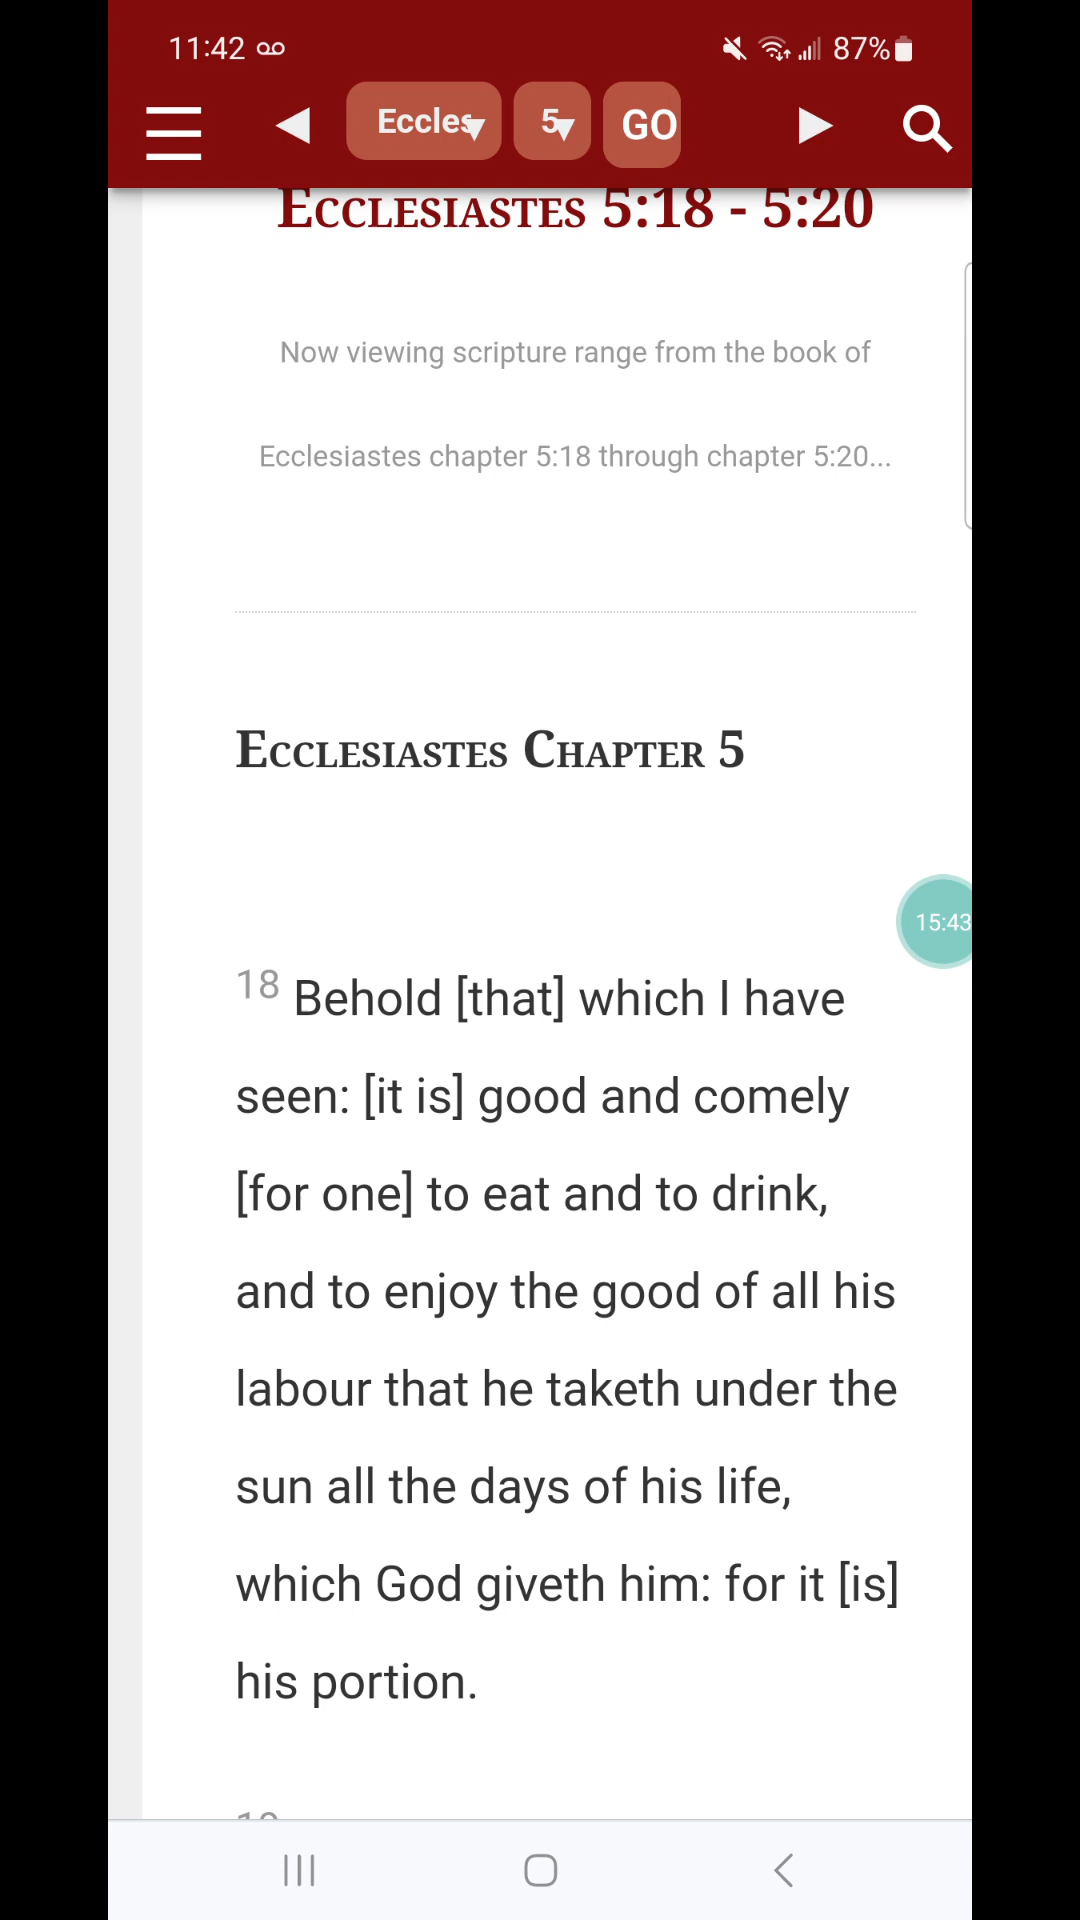 11:42
87%
Eccles 5 GO
Ecclesiastes 5:18 - 5:20
Now viewing scripture range from the book of
Ecclesiastes chapter 5:18 through chapter 5:20...
Ecclesiastes Chapter 5
15:43
18 Behold [that] which I have
seen: [it is] good and comely
[for one] to eat and to drink,
and to enjoy the good of all his
labour that he taketh under the
sun all the days of his life,
which God giveth him: for it [is]
his portion.